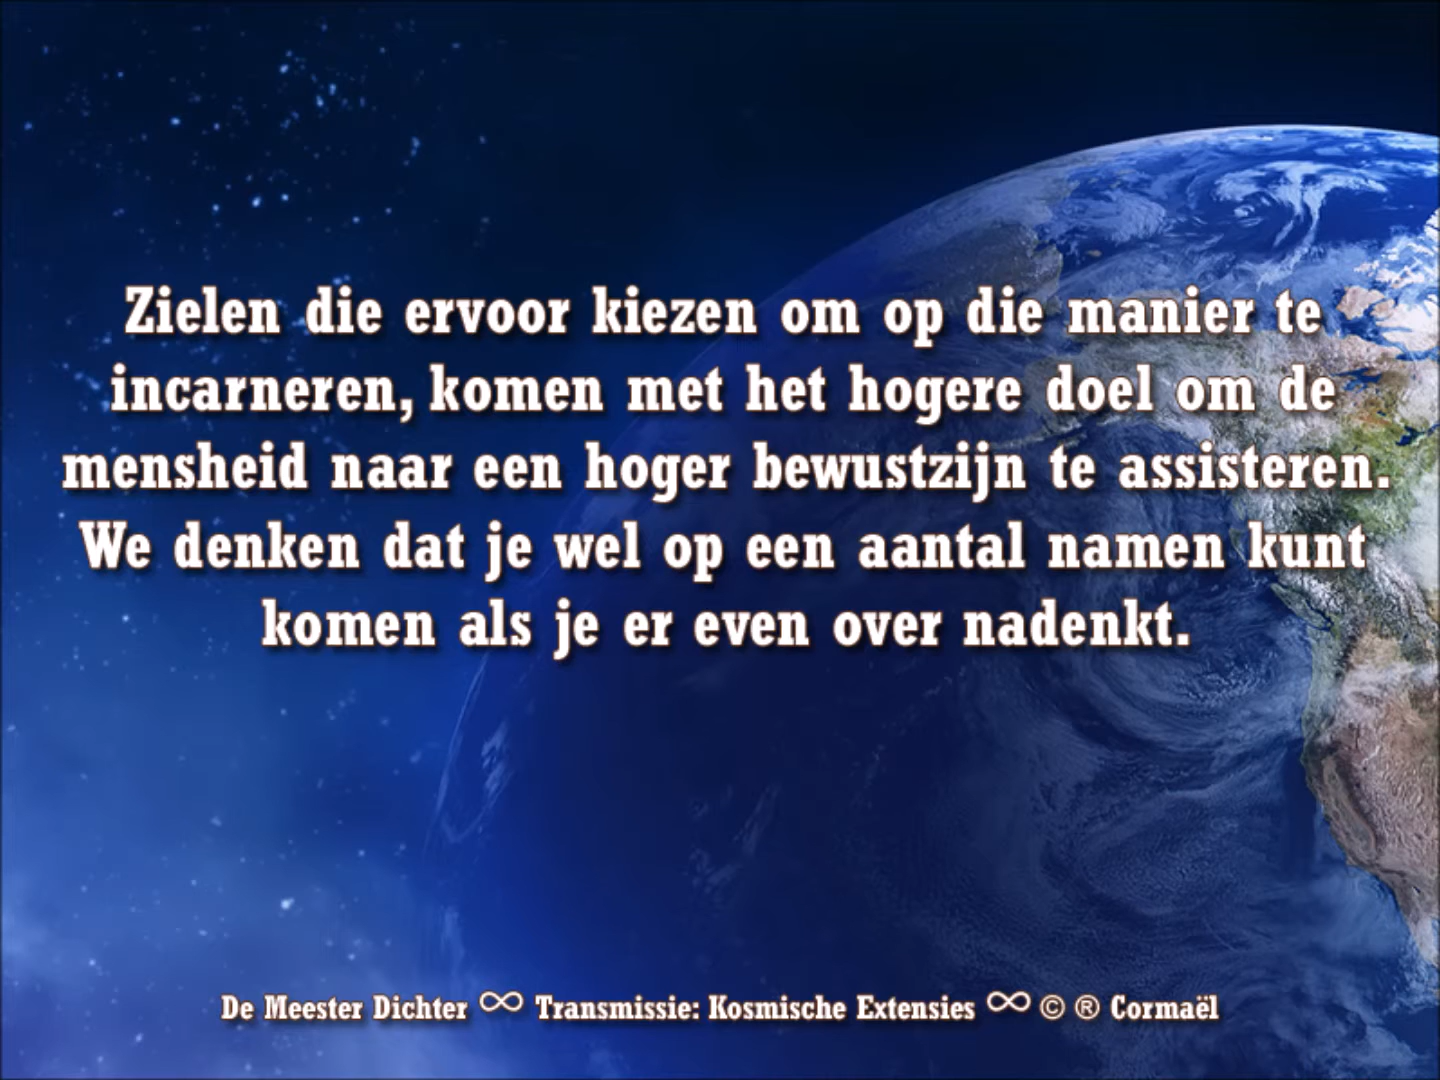 Zielen die ervoor kiezen om op die manier te
incarneren, komen met het hogere doel om de
mensheid naar een hoger bewustzijn te assisteren.
We denken dat je wel op een aantal namen kunt
komen als je er even over nadenkt.
De Meester Dichter ∞ Transmissie: Kosmische Extensies ∞ © ® Cormaël